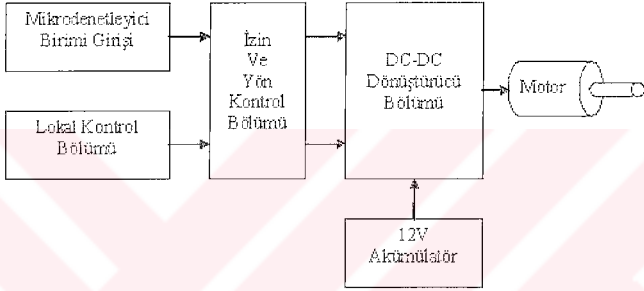 Mikrodenetleyici
Birimi Girişi
Lokal Kontrol
Bölümü
İzin
Ve
Yön
Kontrol
Bölümü
DC-DC
Dönüştürücü
Bölümü
Motor
12V
Akümülatör